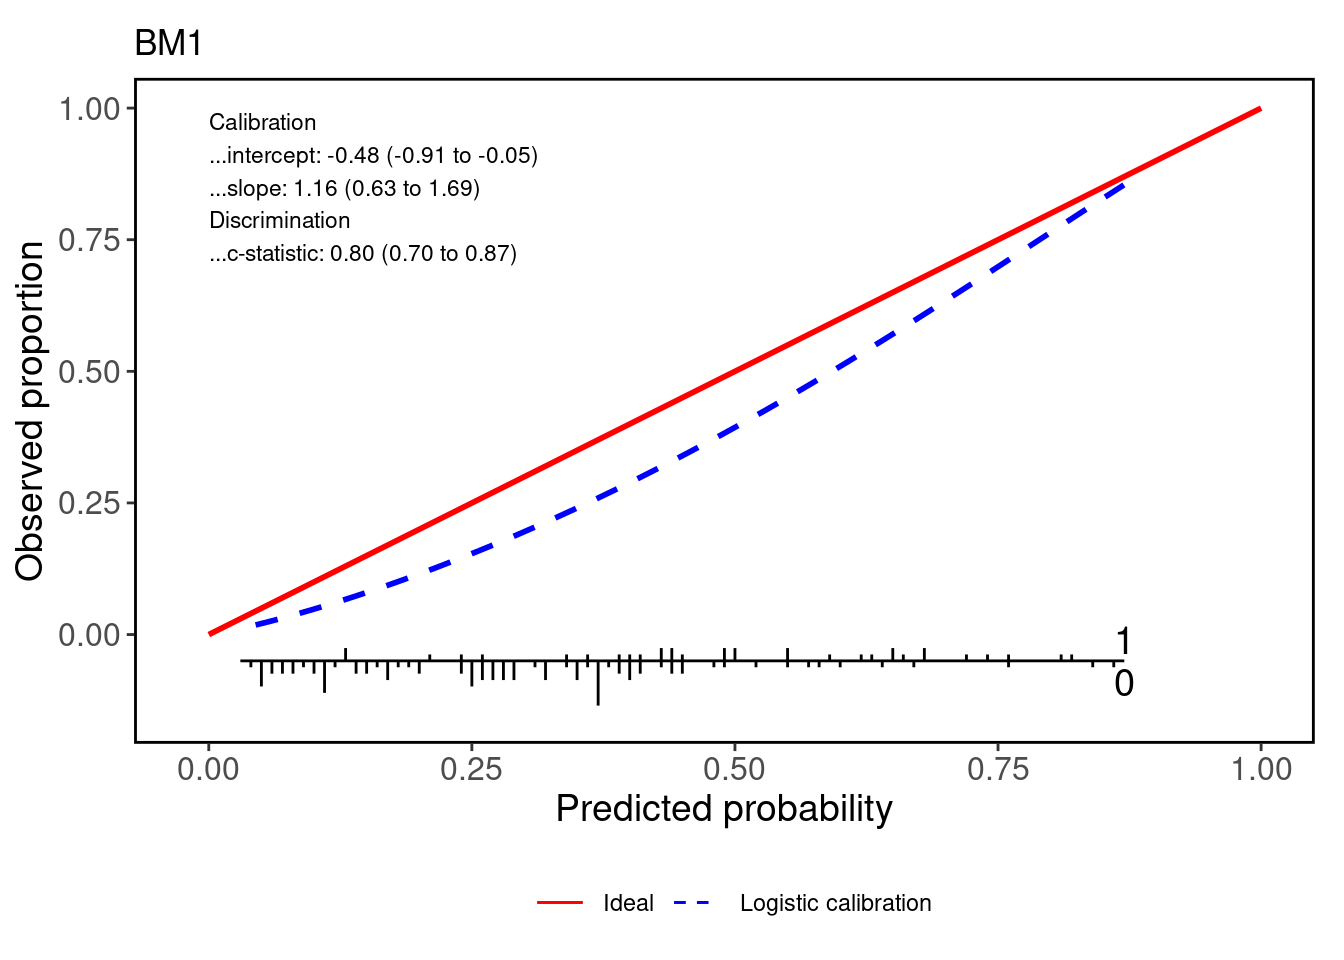 BM1
1.00
0.75
0.50
0.25
0.00
Observed proportion
Calibration
...intercept: -0.48 (-0.91 to -0.05)
...slope: 1.16 (0.63 to 1.69)
Discrimination
...c-statistic: 0.80 (0.70 to 0.87)
1
0
0.00 0.25 0.50 0.75 1.00
Predicted probability
Ideal Logistic calibration